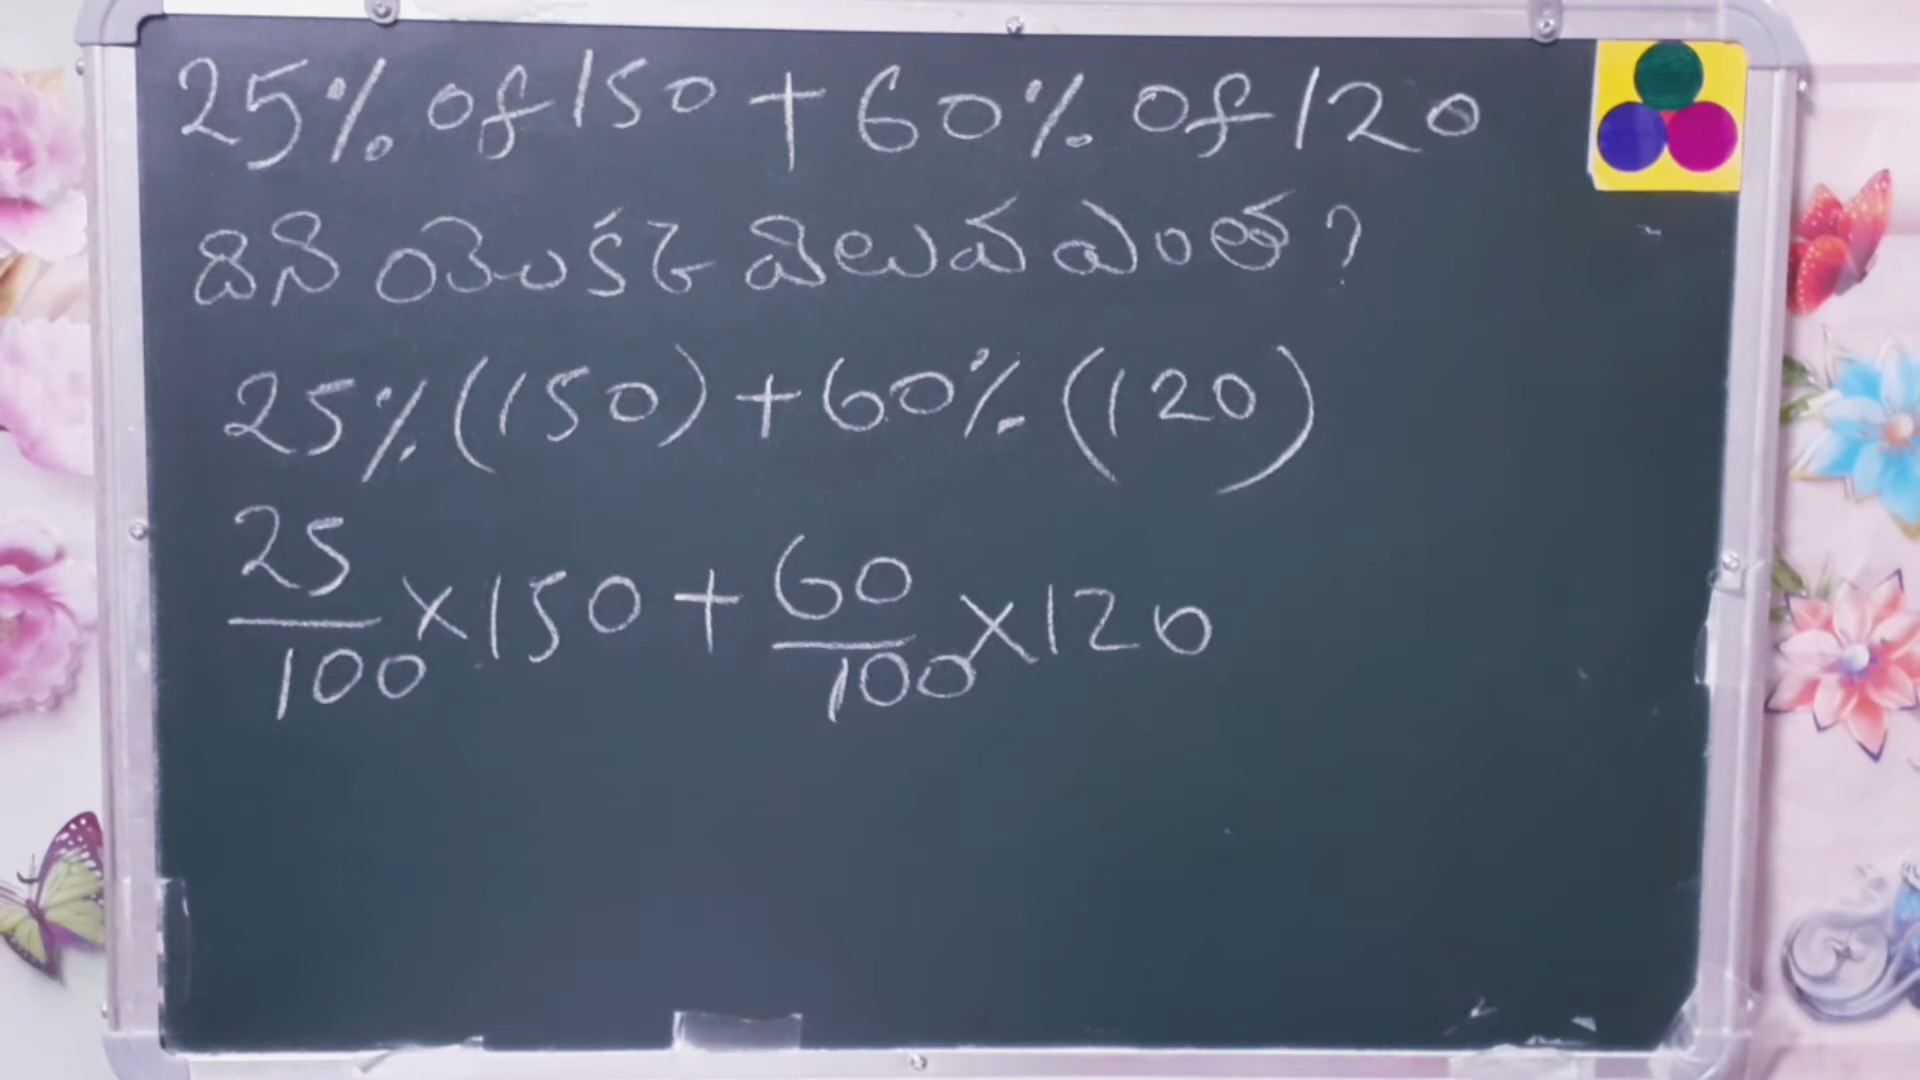 25% of 150 + 60% of 120
దిని యొక్క విలువ ఎంత?
25% (150) + 60% (120)
25/100 × 150 + 60/100 × 120